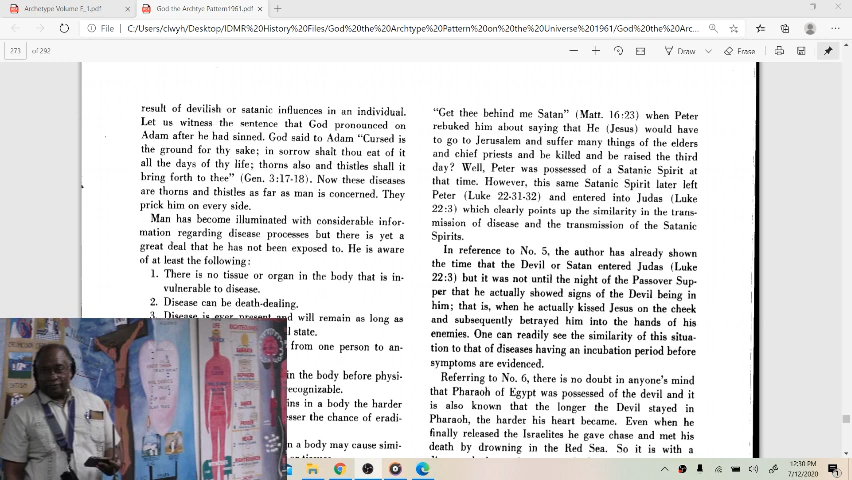 Archetype Volume E_1.pdf
God the Archtye Pattern1961.pdf
File
C:/Users/clwyh/Desktop/IDMR%20History%20Files/God%20the%20Archtype%20Pattern%20on%20the%20Universe%201961/God%20the%20Arc...
273 of 292
Draw
Erase
result of devilish or satanic influences in an individual.
Let us witness the sentence that God pronounced on
Adam after he had sinned. God said to Adam “Cursed is
the ground for thy sake; in sorrow shalt thou eat of it
all the days of thy life; thorns also and thistles shall it
bring forth to thee” (Gen. 3:17-18). Now these diseases
are thorns and thistles as far as man is concerned. They
prick him on every side.
Man has become illuminated with considerable infor-
mation regarding disease processes but there is yet a
great deal that he has not been exposed to. He is aware
of at least the following:
1. There is no tissue or organ in the body that is in-
vulnerable to disease.
2. Disease can be death-dealing.
3. Disease is ever present and will remain as long as
l state.
from one person to an-
in the body before physi-
recognizable.
ins in a body the harder
esser the chance of eradi-
n a body may cause simi-
“Get thee behind me Satan” (Matt. 16:23) when Peter
rebuked him about saying that He (Jesus) would have
to go to Jerusalem and suffer many things of the elders
and chief priests and be killed and be raised the third
day? Well, Peter was possessed of a Satanic Spirit at
that time. However, this same Satanic Spirit later left
Peter (Luke 22-31-32) and entered into Judas (Luke
22:3) which clearly points up the similarity in the trans-
mission of disease and the transmission of the Satanic
Spirits.
In reference to No. 5, the author has already shown
the time that the Devil or Satan entered Judas (Luke
22:3) but it was not until the night of the Passover Sup-
per that he actually showed signs of the Devil being in
him; that is, when he actually kissed Jesus on the cheek
and subsequently betrayed him into the hands of his
enemies. One can readily see the similarity of this situa-
tion to that of diseases having an incubation period before
symptoms are evidenced.
Referring to No. 6, there is no doubt in anyone's mind
that Pharaoh of Egypt was possessed of the devil and it
is also known that the longer the Devil stayed in
Pharaoh, the harder his heart became. Even when he
finally released the Israelites he gave chase and met his
death by drowning in the Red Sea. So it is with a
12:30 PM
7/12/2020